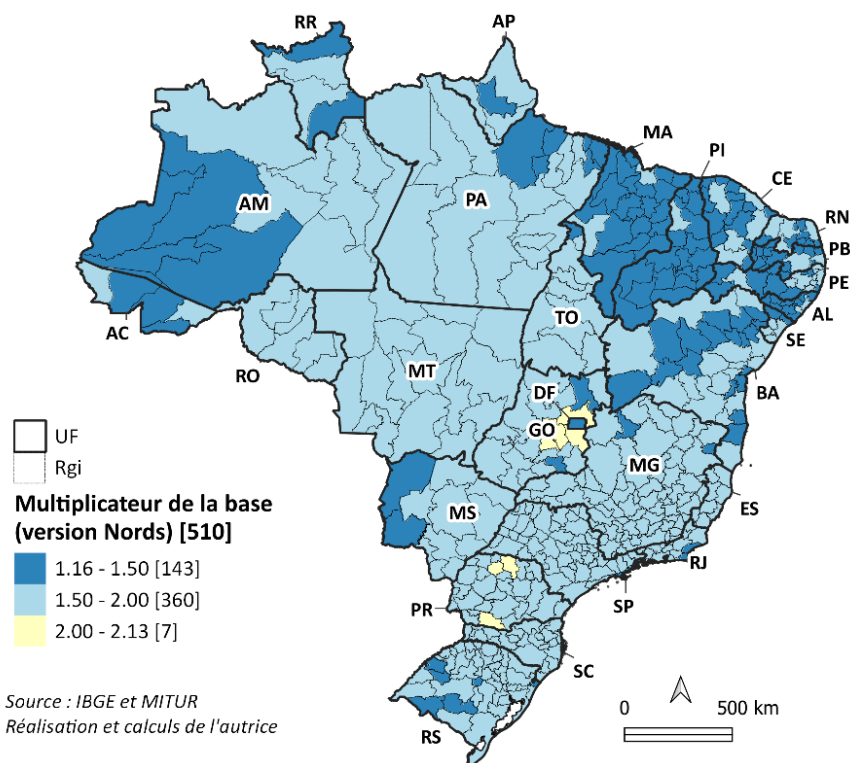 RR
AP
MA
PI
CE
RN
PB
PE
AL
SE
BA
AM
PA
AC
RO
TO
MT
DF
GO
MG
ES
MS
RJ
SP
PR
SC
RS
UF
Rgi
Multiplicateur de la base
(version Nords) [510]
1.16 - 1.50 [143]
1.50 - 2.00 [360]
2.00 - 2.13 [7]
Source : IBGE et MITUR
Réalisation et calculs de l'autrice
0 500 km